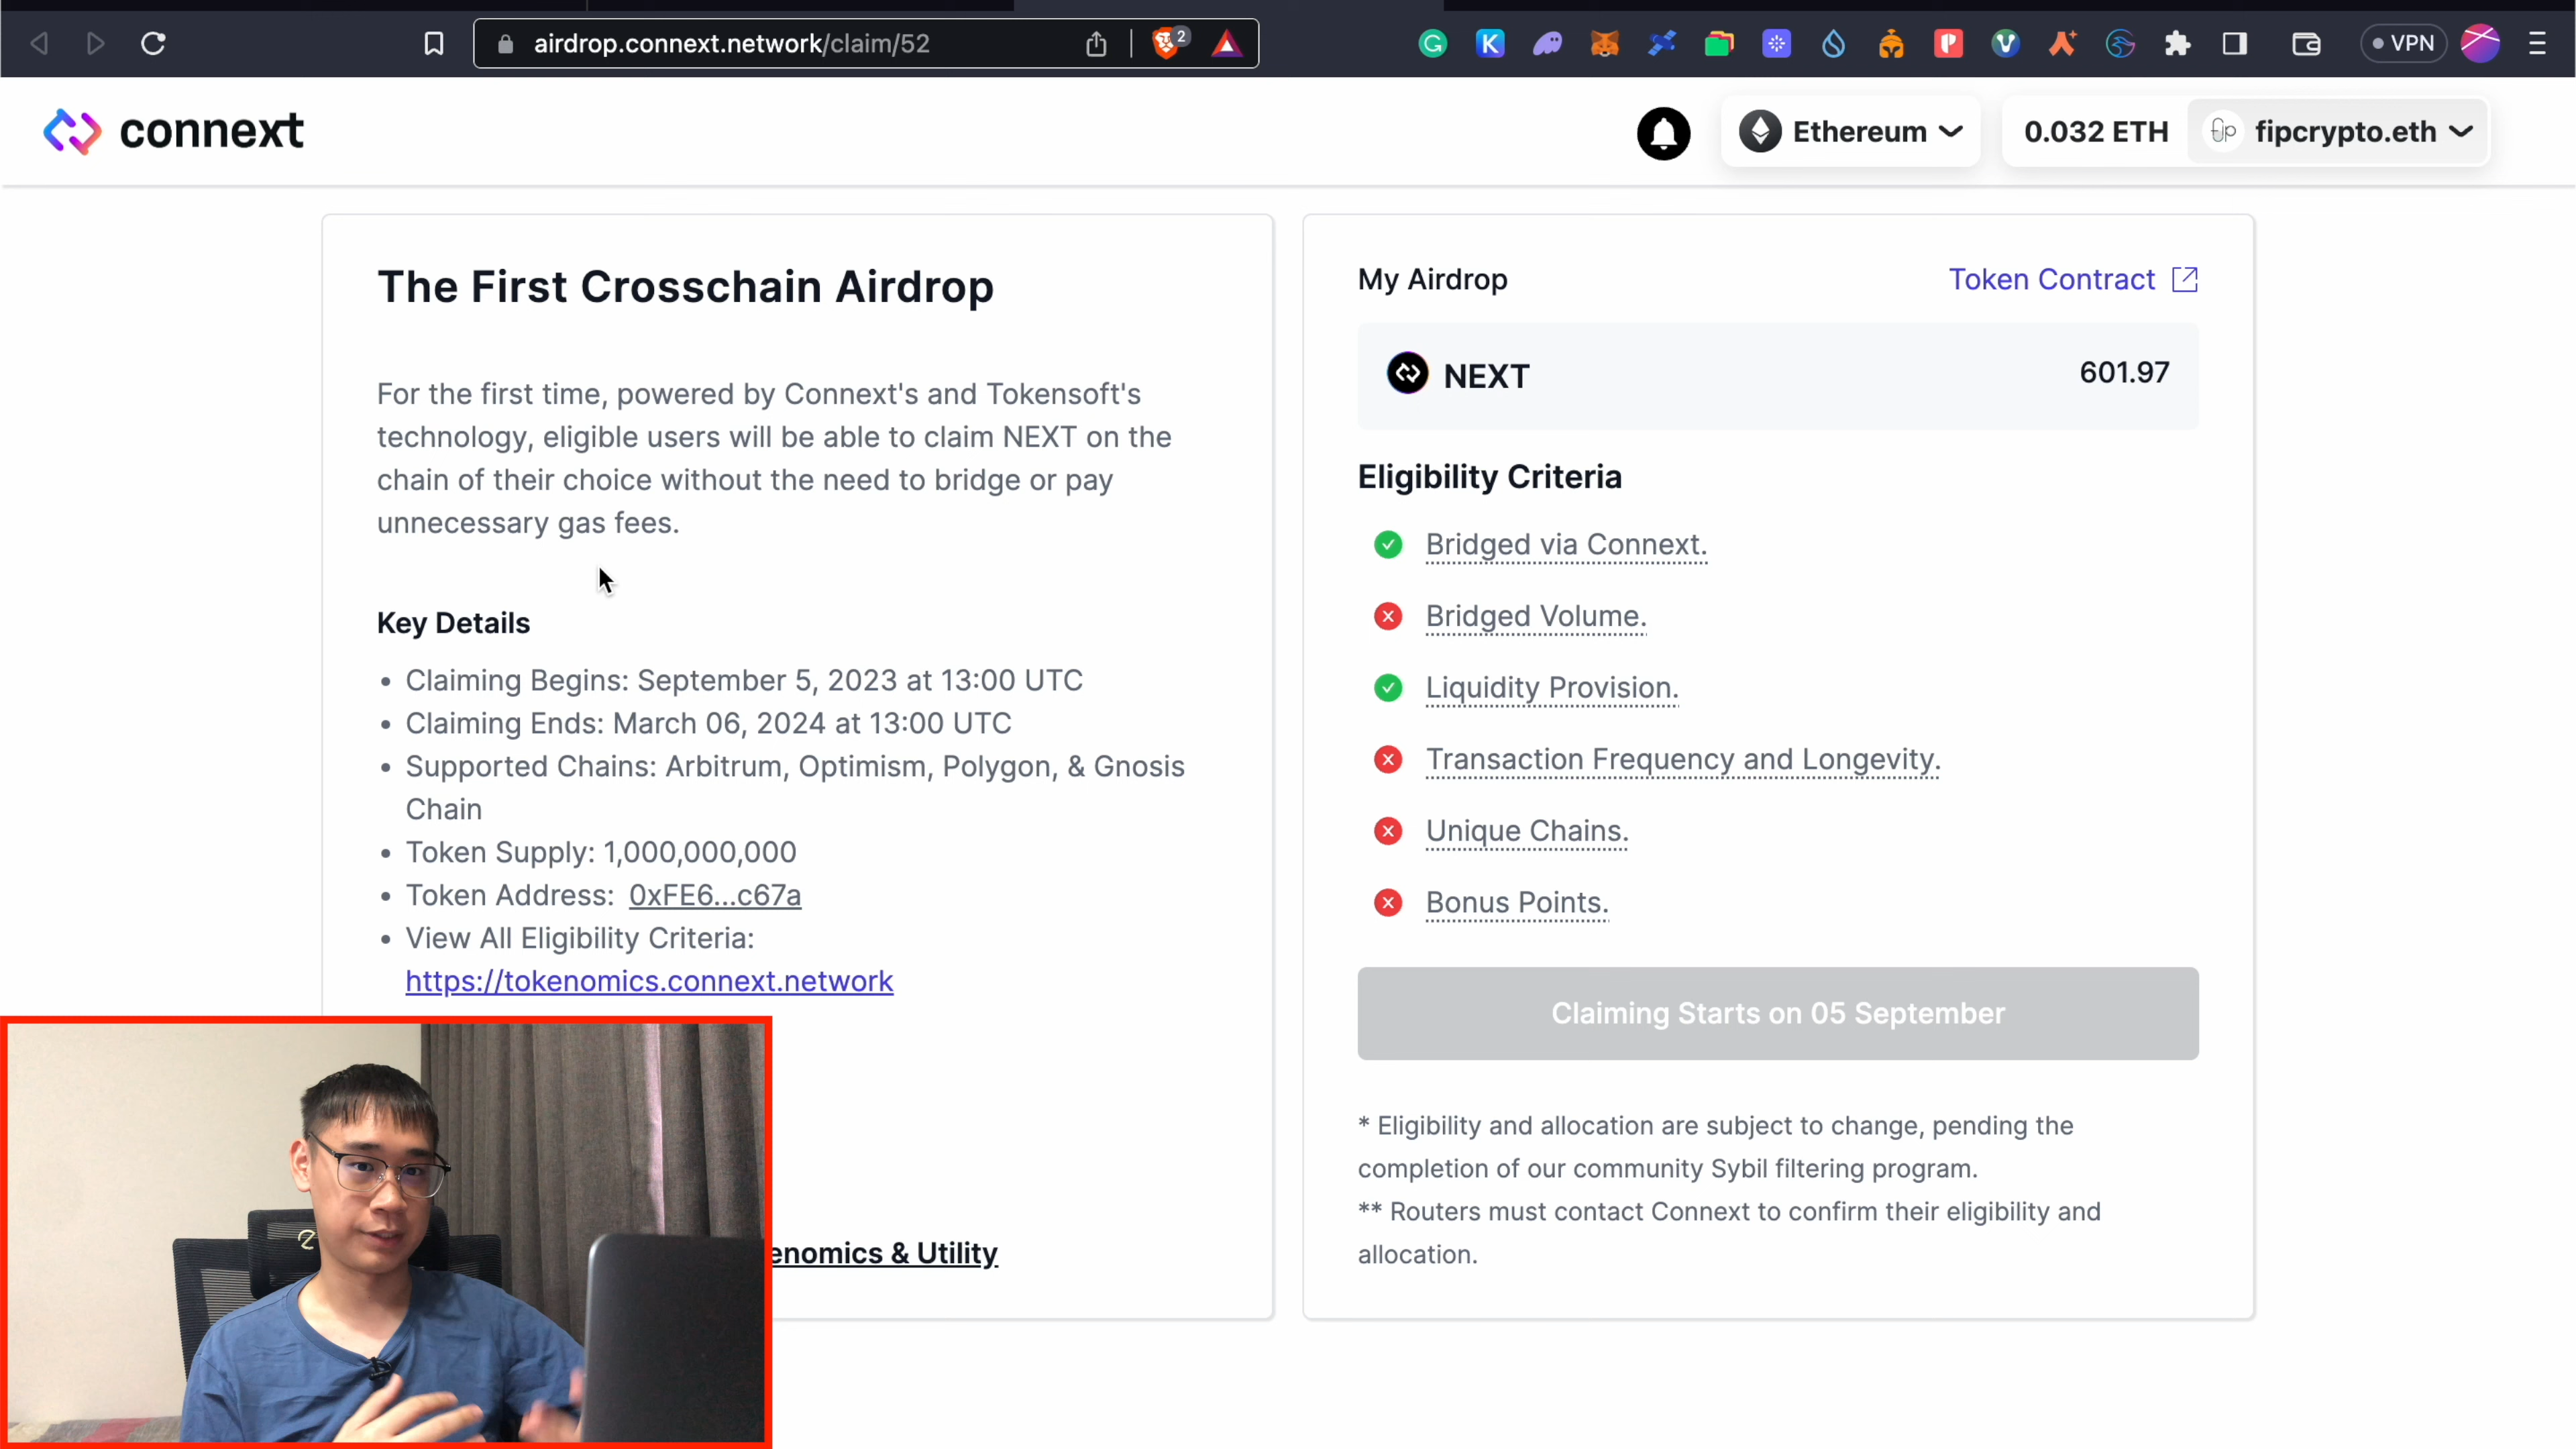 airdrop.connext.network/claim/52
2
VPN
connext
Ethereum
0.032 ETH
fipcrypto.eth
The First Crosschain Airdrop
For the first time, powered by Connext's and Tokensoft's
technology, eligible users will be able to claim NEXT on the
chain of their choice without the need to bridge or pay
unnecessary gas fees.
Key Details
• Claiming Begins: September 5, 2023 at 13:00 UTC
• Claiming Ends: March 06, 2024 at 13:00 UTC
• Supported Chains: Arbitrum, Optimism, Polygon, & Gnosis
Chain
• Token Supply: 1,000,000,000
• Token Address: 0xFE6...c67a
• View All Eligibility Criteria:
https://tokenomics.connext.network
enomics & Utility
My Airdrop
Token Contract
NEXT
601.97
Eligibility Criteria
Bridged via Connext.
Bridged Volume.
Liquidity Provision.
Transaction Frequency and Longevity.
Unique Chains.
Bonus Points.
Claiming Starts on 05 September
* Eligibility and allocation are subject to change, pending the
completion of our community Sybil filtering program.
** Routers must contact Connext to confirm their eligibility and
allocation.